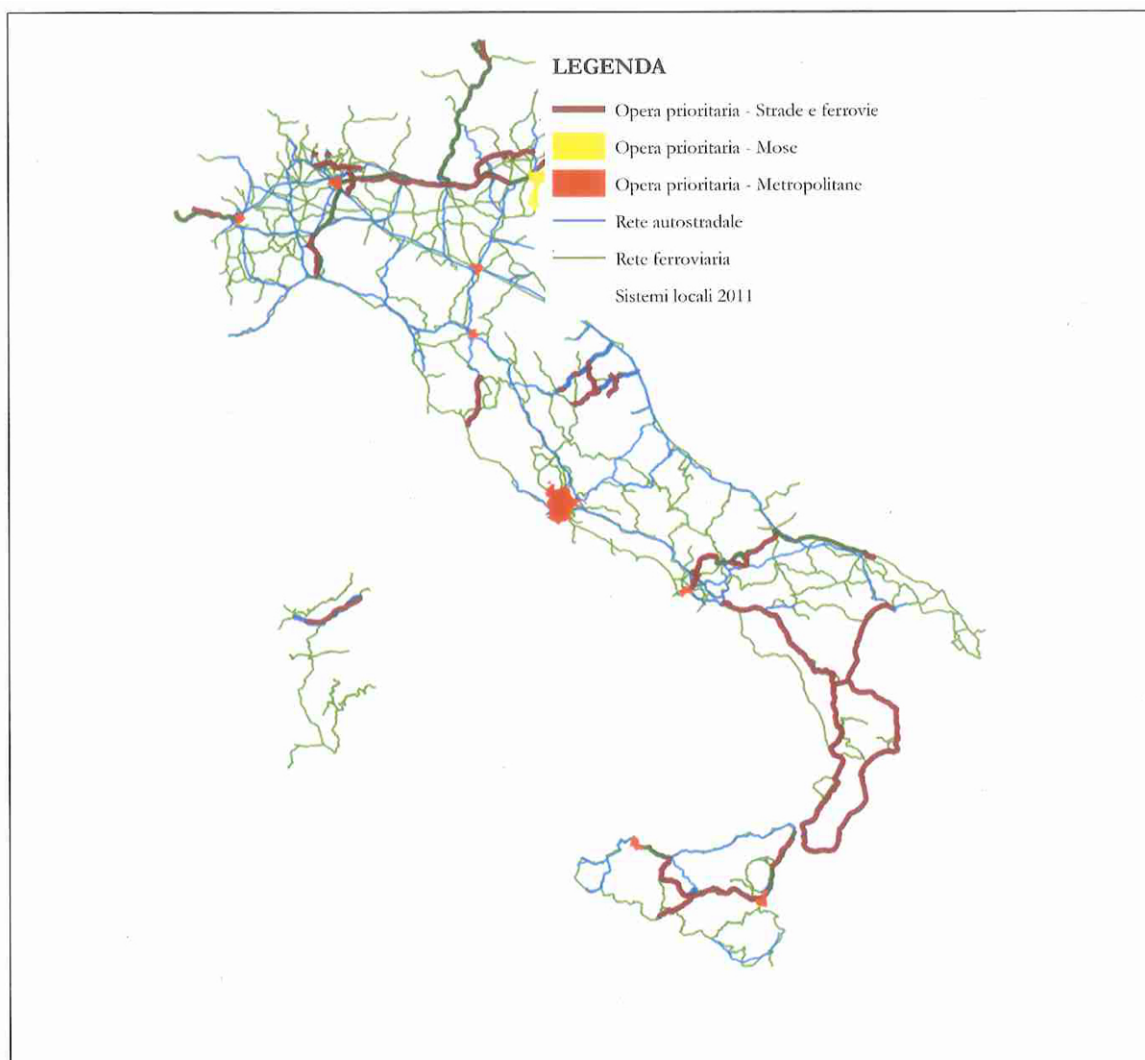 LEGENDA
Opera prioritaria - Strade e ferrovie
Opera prioritaria - Mose
Opera prioritaria - Metropolitane
Rete autostradale
Rete ferroviaria
Sistemi locali 2011